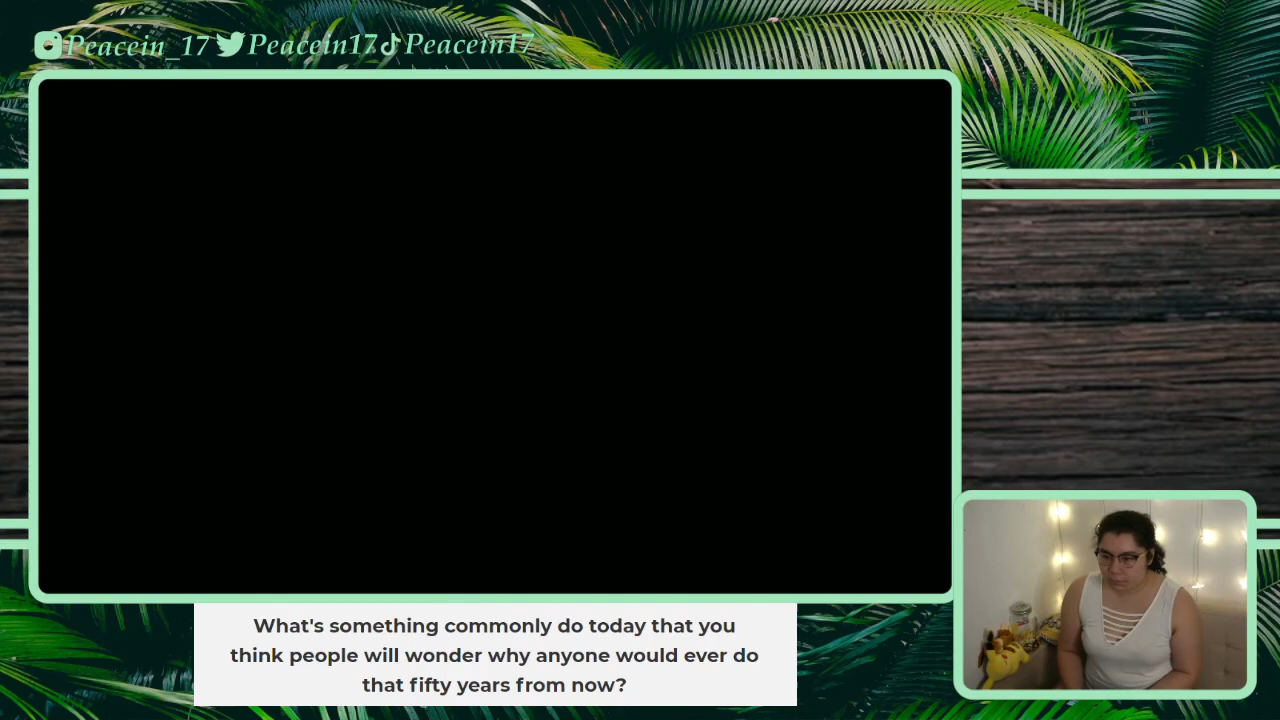 Peacein_17 Peacein17 Peacein17
What's something commonly do today that you
think people will wonder why anyone would ever do
that fifty years from now?